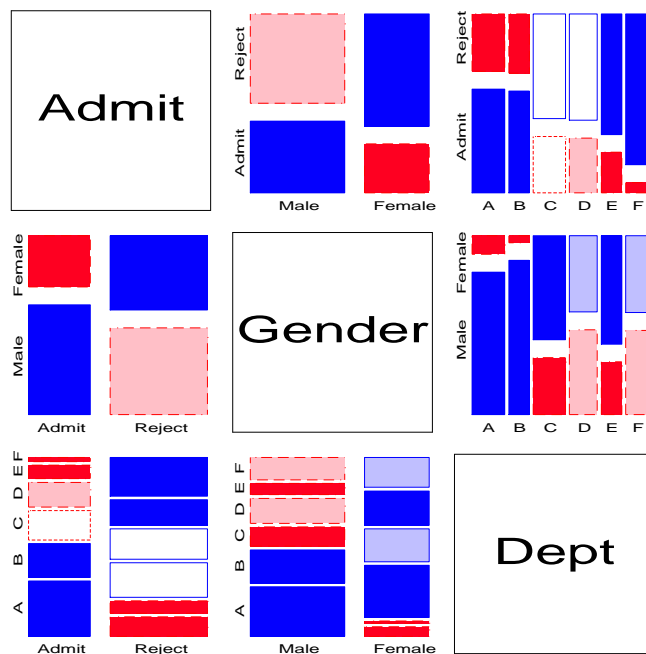 Admit
Reject
Admit
Male Female
Reject
Admit
A B C D E F
Female
Male
Admit Reject
Gender
Female
Male
A B C D E F
F
E
D
C
B
A
Admit Reject
F
E
D
C
B
A
Male Female
Dept